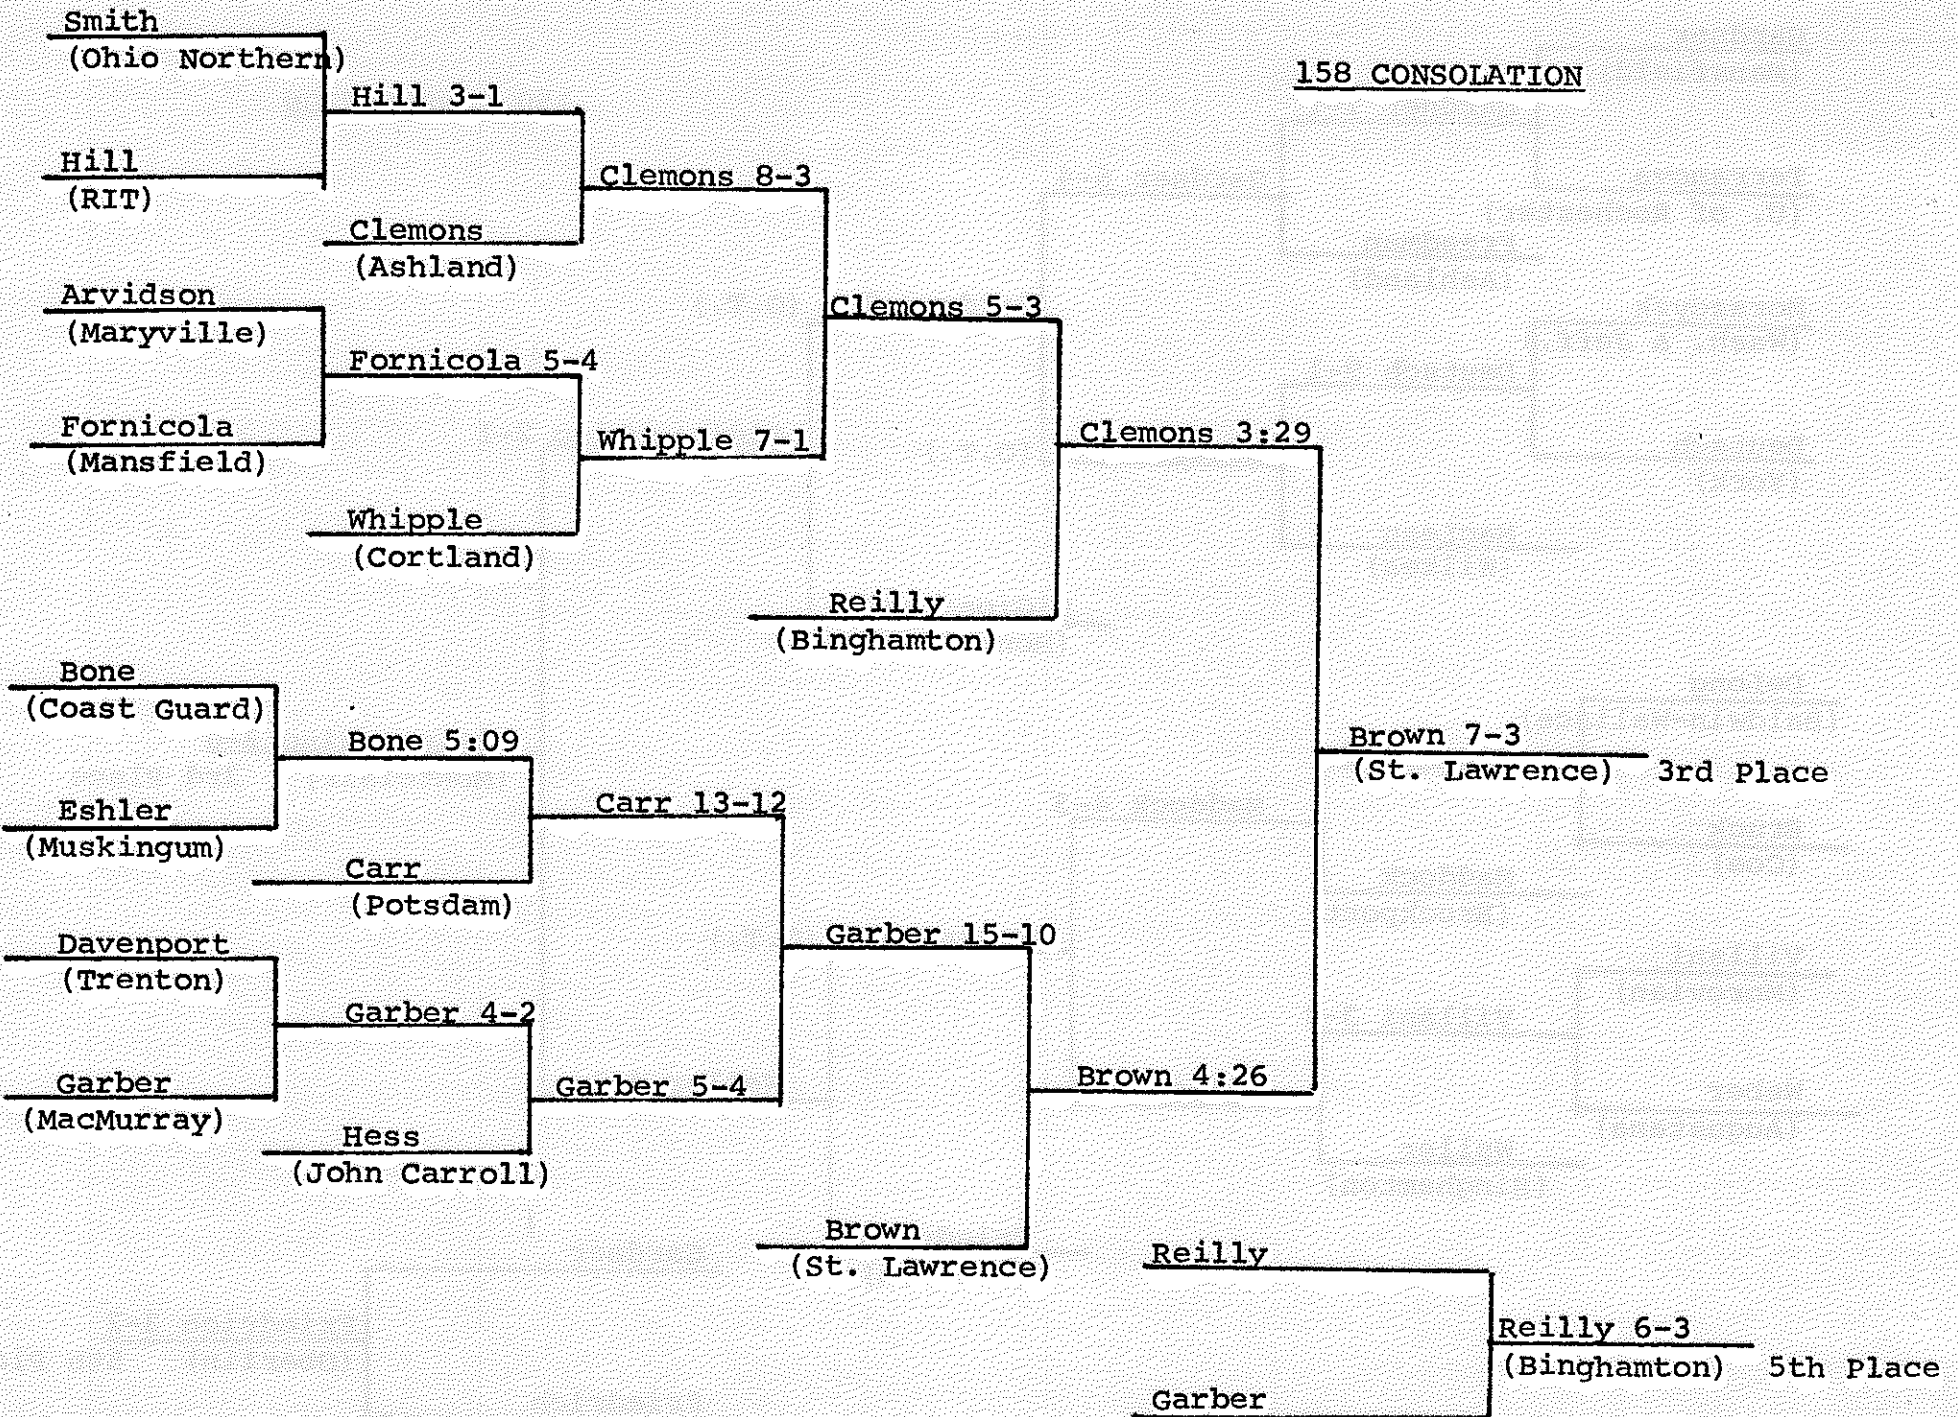 Smith
(Ohio Northern)
158 CONSOLATION
Hill 3-1
Hill
(RIT)
Clemons 8-3
Clemons
(Ashland)
Arvidson
(Maryville)
Clemons 5-3
Fornicola 5-4
Fornicola
(Mansfield)
Whipple 7-1
Clemons 3:29
Whipple
(Cortland)
Reilly
(Binghamton)
Bone
(Coast Guard)
Bone 5:09
Brown 7-3
(St. Lawrence) 3rd Place
Eshler
(Muskingum)
Carr 13-12
Carr
(Potsdam)
Davenport
(Trenton)
Garber 15-10
Garber 4-2
Garber
(MacMurray)
Garber 5-4
Brown 4:26
Hess
(John Carroll)
Brown
(St. Lawrence)
Reilly
Reilly 6-3
(Binghamton) 5th Place
Garber